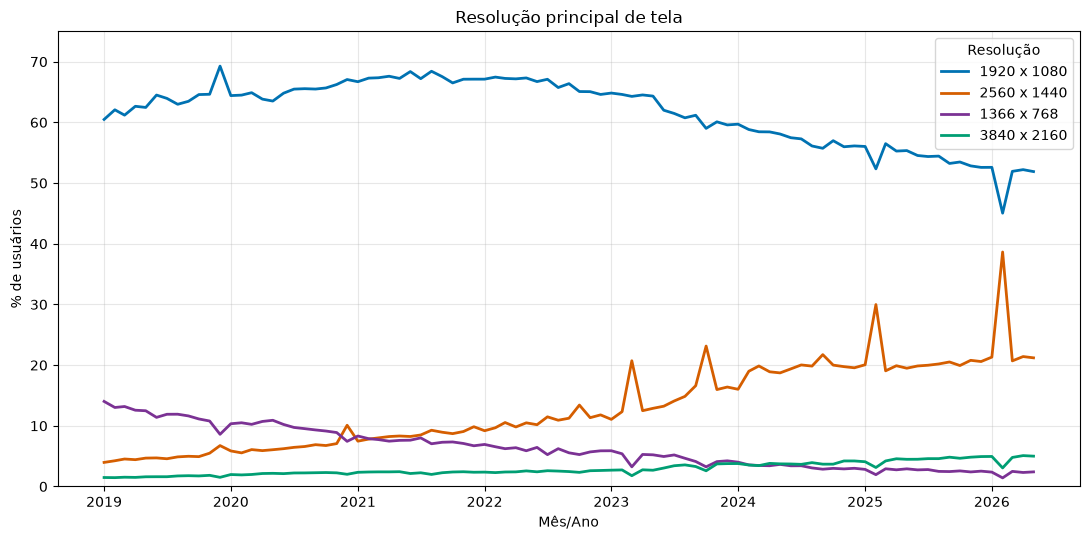 Resolução principal de tela
% de usuários
70
60
50
40
30
20
10
0
2019 2020 2021 2022 2023 2024 2025 2026
Mês/Ano
Resolução
1920 x 1080
2560 x 1440
1366 x 768
3840 x 2160